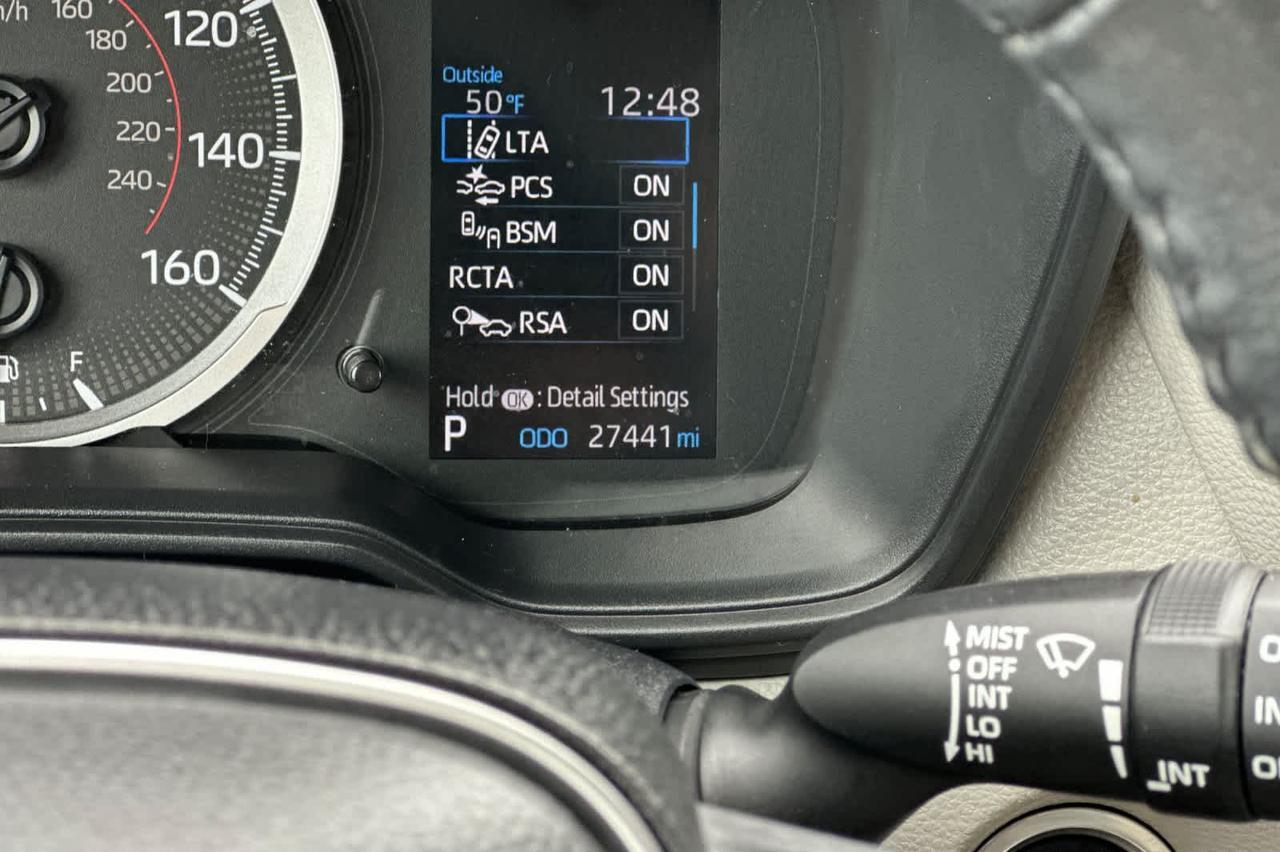 160
180
200
220
240
120
140
160
F
Outside
50°F 12:48
LTA
PCS ON
BSM ON
RCTA ON
RSA ON
Hold OK : Detail Settings
P ODO 27441 mi
MIST
OFF
INT
LO
HI
INT